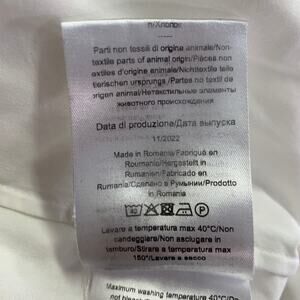 n/Хлопо
-----
Parti non tessili di origine animale/Non-
textile parts of animal origin/Pièces non
textiles d'origine animale/Nichttextile teile
tierischen ursprungs /Partes no textil de
origen animal/Нетекстильные элементы
животного происхождения
Data di produzione/Дата выпуска
11/2022
Made in Romania/Fabriqué en
Roumanie/Hergestellt in
Rumänien/Fabricado en
Rumania/Сделано в Румынии/Prodotto
in Romania
40
P
Lavare a temperatura max 40°C/Non
candeggiare/Non asciugare in
tamburo/Stirare a temperatura max
150°/Lavare a secco
Maximum washing temperature 40°C/Do
not bleach/